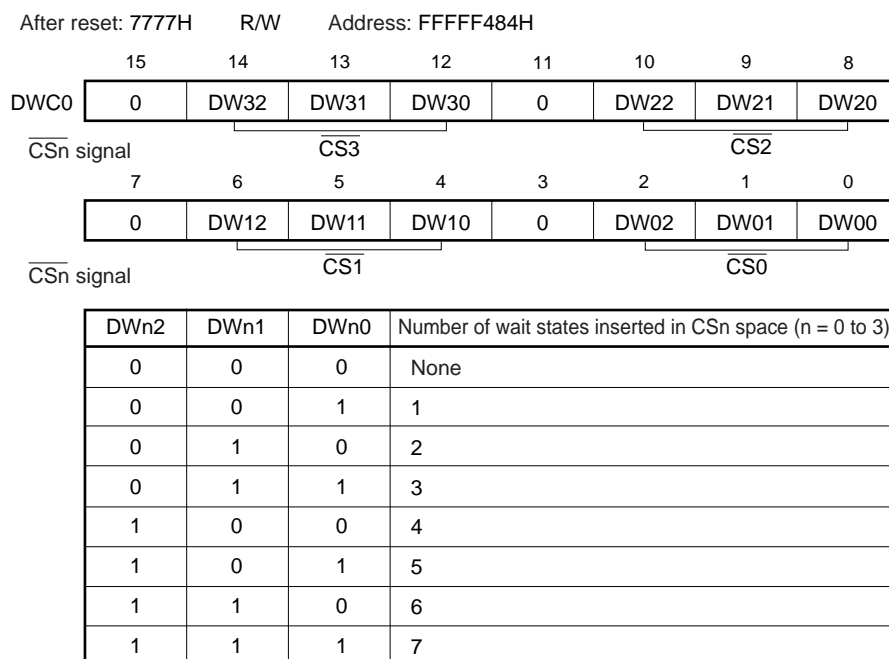 After reset: 7777H R/W Address: FFFFF484H
15 14 13 12 11 10 9 8
DWC0 0 DW32 DW31 DW30 0 DW22 DW21 DW20
CSn signal CS3 CS2
7 6 5 4 3 2 1 0
0 DW12 DW11 DW10 0 DW02 DW01 DW00
CSn signal CS1 CS0
DWn2 DWn1 DWn0 Number of wait states inserted in CSn space (n = 0 to 3)
0 0 0 None
0 0 1 1
0 1 0 2
0 1 1 3
1 0 0 4
1 0 1 5
1 1 0 6
1 1 1 7